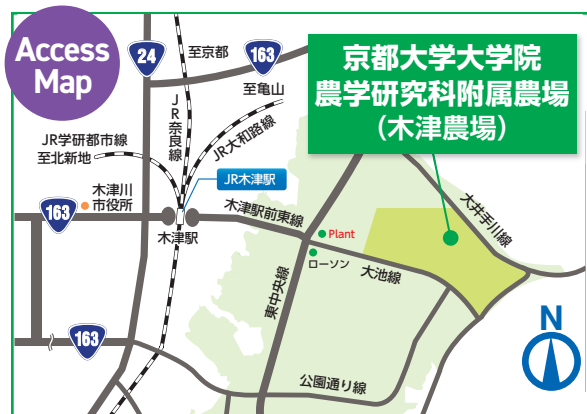 Access
Map
24
至京都
163
京都大学大学院
農学研究科附属農場
(木津農場)
至亀山
JR奈良線
JR大和路線
JR学研都市線
至北新地
JR木津駅
木津川
市役所
163
木津駅
木津駅前東線
Plant
ローソン
大井手川線
大池線
東中央線
163
公園通り線
N